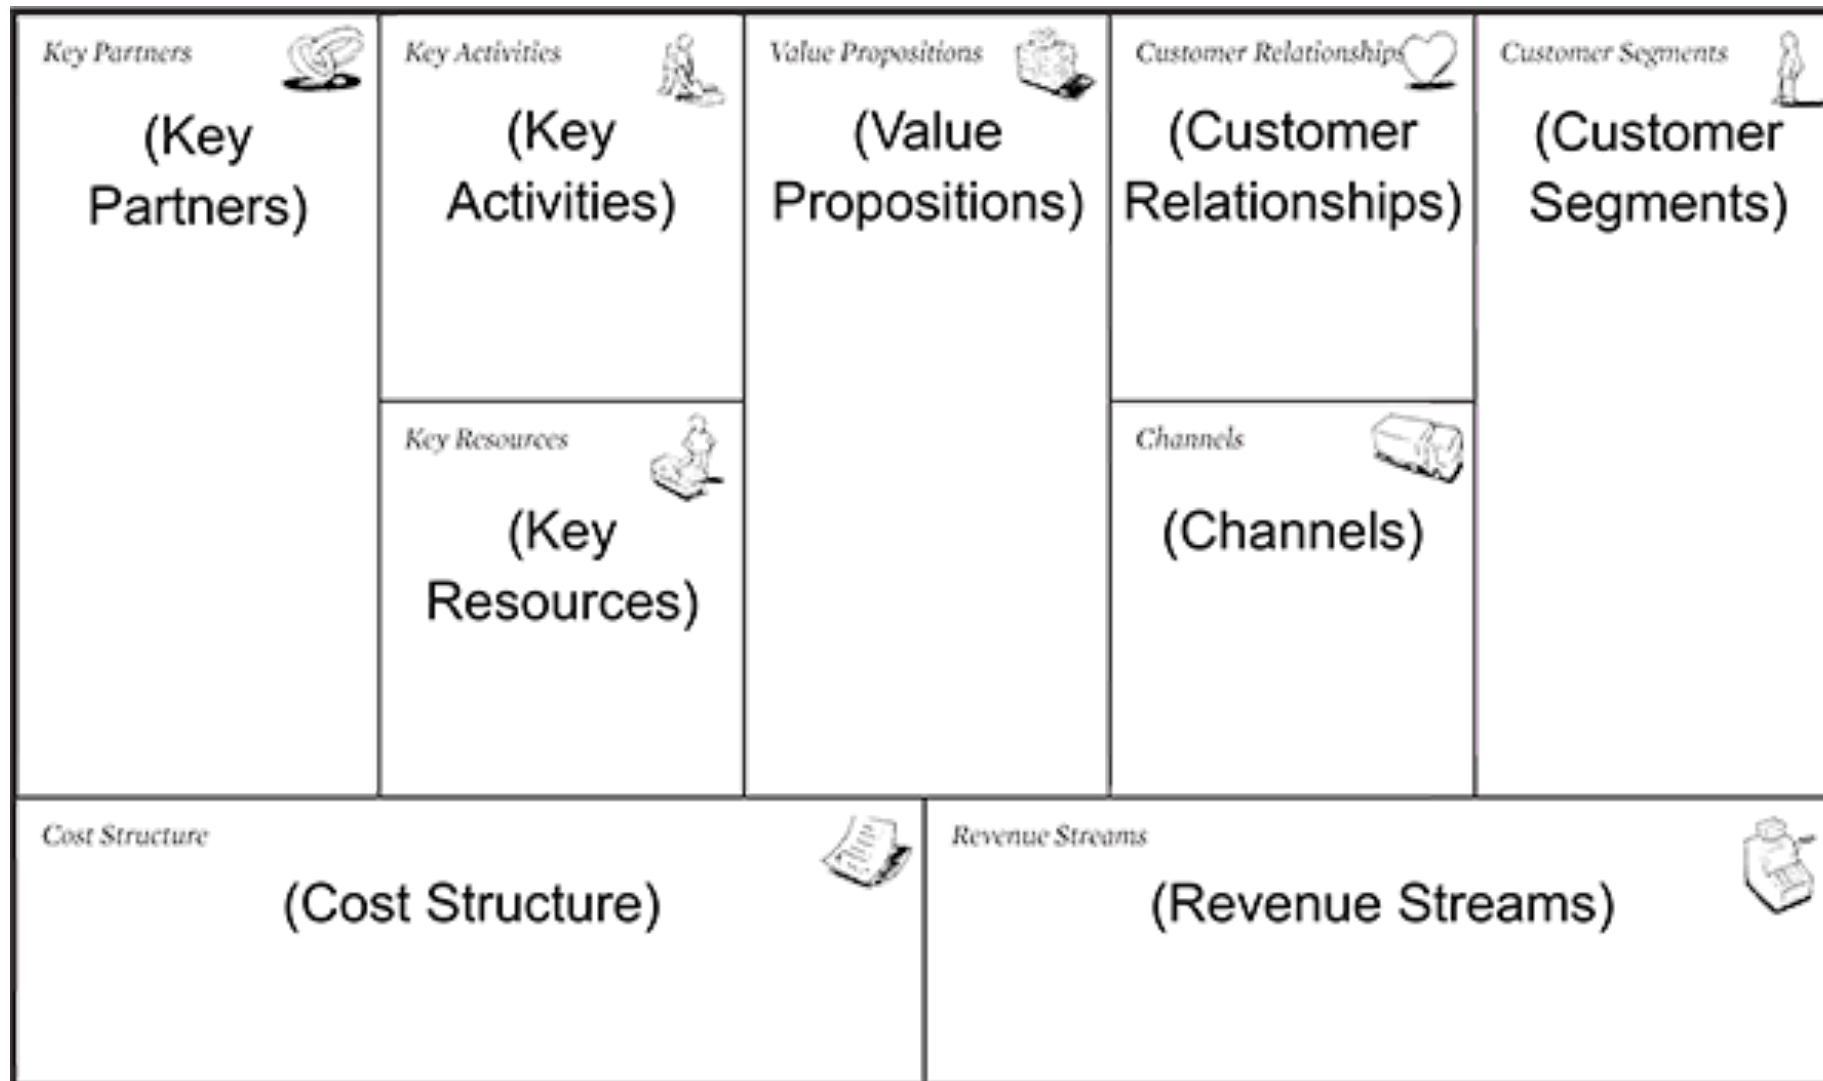 Key Partners
(Key
Partners)
Key Activities
(Key
Activities)
Key Resources
(Key
Resources)
Value Propositions
(Value
Propositions)
Customer Relationships
(Customer
Relationships)
Channels
(Channels)
Customer Segments
(Customer
Segments)
Cost Structure
(Cost Structure)
Revenue Streams
(Revenue Streams)